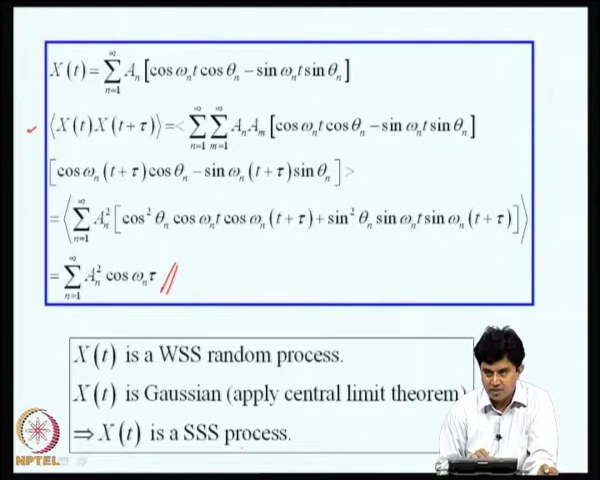 X(t) = ∑_{n=1}^{∞} A_n [cos ω_n t cos θ_n − sin ω_n t sin θ_n]
⟨X(t) X(t + τ)⟩ = < ∑_{n=1}^{∞} ∑_{m=1}^{∞} A_n A_m [cos ω_n t cos θ_n − sin ω_n t sin θ_n]
[cos ω_n (t + τ) cos θ_n − sin ω_n (t + τ) sin θ_n] >
= ⟨ ∑_{n=1}^{∞} A_n^2 [cos^2 θ_n cos ω_n t cos ω_n (t + τ) + sin^2 θ_n sin ω_n t sin ω_n (t + τ)] ⟩
= ∑_{n=1}^{∞} A_n^2 cos ω_n τ //
X(t) is a WSS random process.
X(t) is Gaussian (apply central limit theorem)
⇒ X(t) is a SSS process.
NPTEL